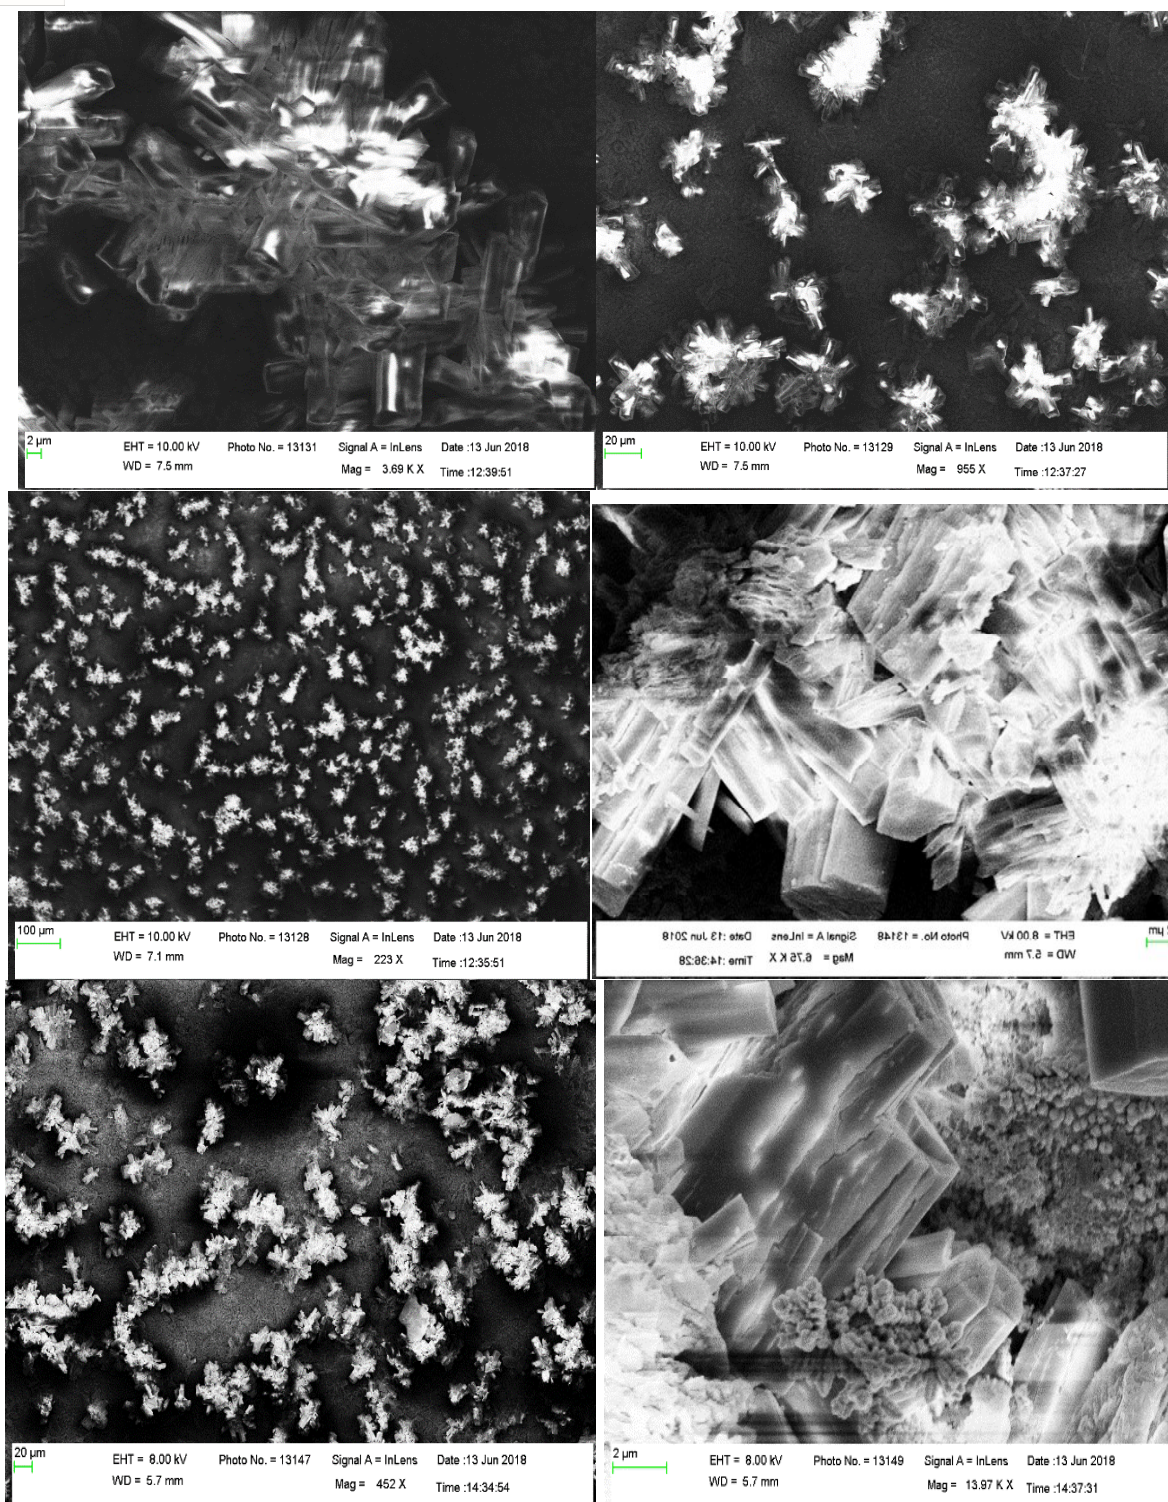 2 µm
EHT = 10.00 kV Photo No. = 13131 Signal A = InLens Date :13 Jun 2018
WD = 7.5 mm Mag = 3.69 K X Time :12:39:51
20 µm
EHT = 10.00 kV Photo No. = 13129 Signal A = InLens Date :13 Jun 2018
WD = 7.5 mm Mag = 955 X Time :12:37:27
100 µm
EHT = 10.00 kV Photo No. = 13128 Signal A = InLens Date :13 Jun 2018
WD = 7.1 mm Mag = 223 X Time :12:35:51
µm
EHT = 8.00 kV Photo No. = 13148 Signal A = InLens Date :13 Jun 2018
WD = 5.7 mm Mag = 6.75 K X Time :14:36:28
20 µm
EHT = 8.00 kV Photo No. = 13147 Signal A = InLens Date :13 Jun 2018
WD = 5.7 mm Mag = 452 X Time :14:34:54
2 µm
EHT = 8.00 kV Photo No. = 13149 Signal A = InLens Date :13 Jun 2018
WD = 5.7 mm Mag = 13.97 K X Time :14:37:31